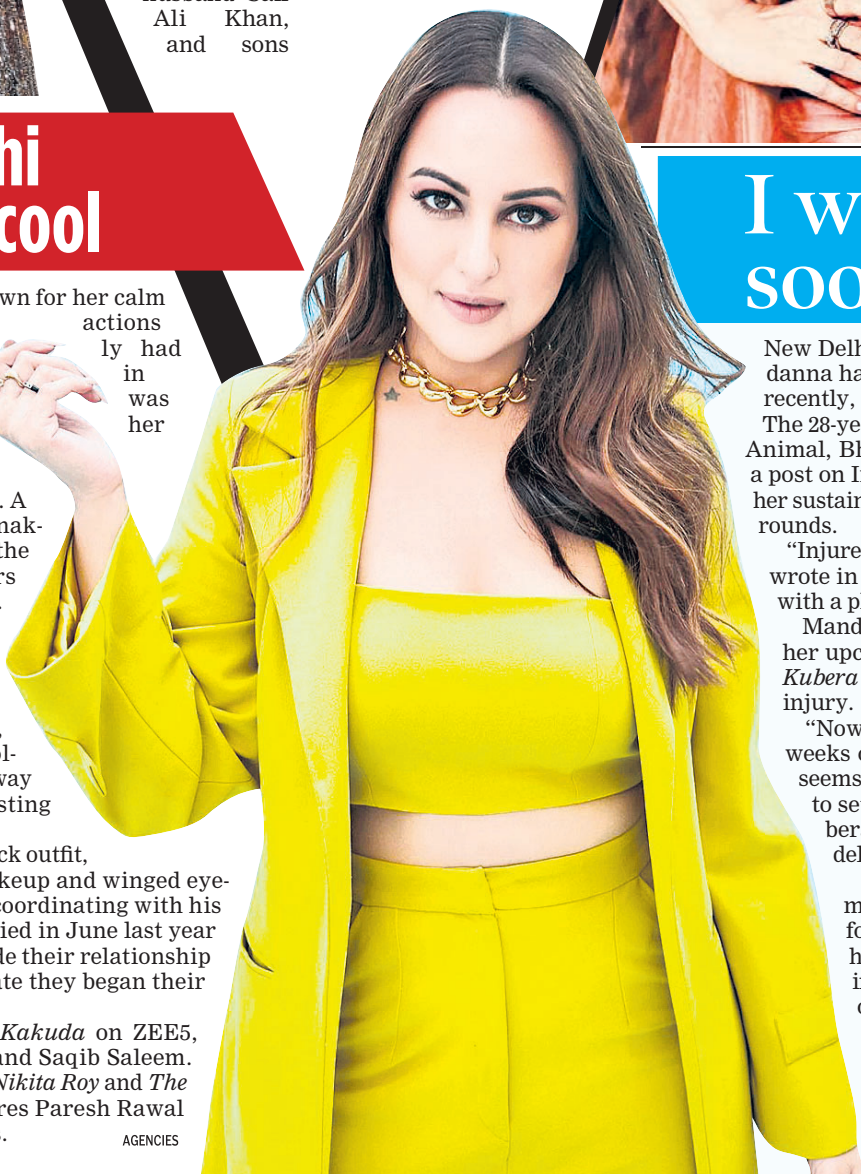 husband Saif
Ali Khan,
and sons
hi
cool
wn for her calm
actions
ly had
in
was
her
. A
nak-
the
rs
.
,
ol-
way
sting
ck outfit,
keup and winged eye-
coordinating with his
ied in June last year
de their relationship
ate they began their
Kakuda on ZEE5,
and Saqib Saleem.
Nikita Roy and The
res Paresh Rawal
s.
AGENCIES
I w
soo
New Delh
danna ha
recently,
The 28-ye
Animal, Bh
a post on I
her sustain
rounds.
“Injure
wrote in
with a p
Mand
her upc
Kubera
injury.
“Now
weeks
seems
to se
ber
del
m
fo
h
i